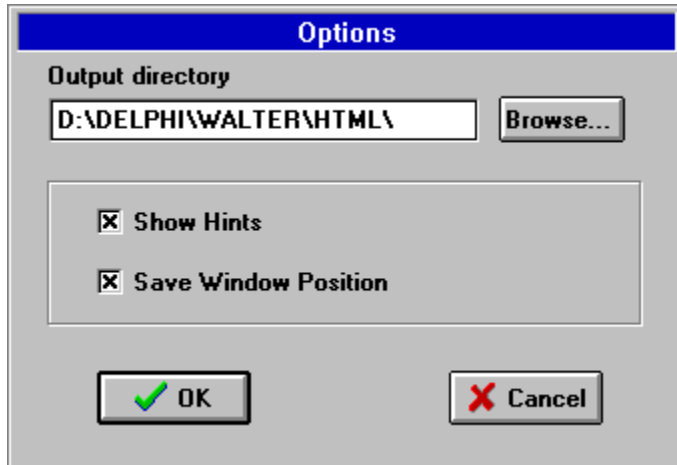 Options
Output directory
D:\DELPHI\WALTER\HTML\ Browse...
Show Hints
Save Window Position
OK Cancel